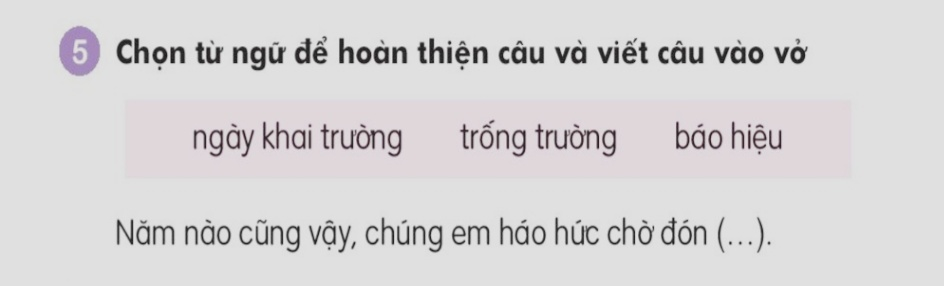 5 Chọn từ ngữ để hoàn thiện câu và viết câu vào vở
ngày khai trường trống trường báo hiệu
Năm nào cũng vậy, chúng em háo hức chờ đón (...).